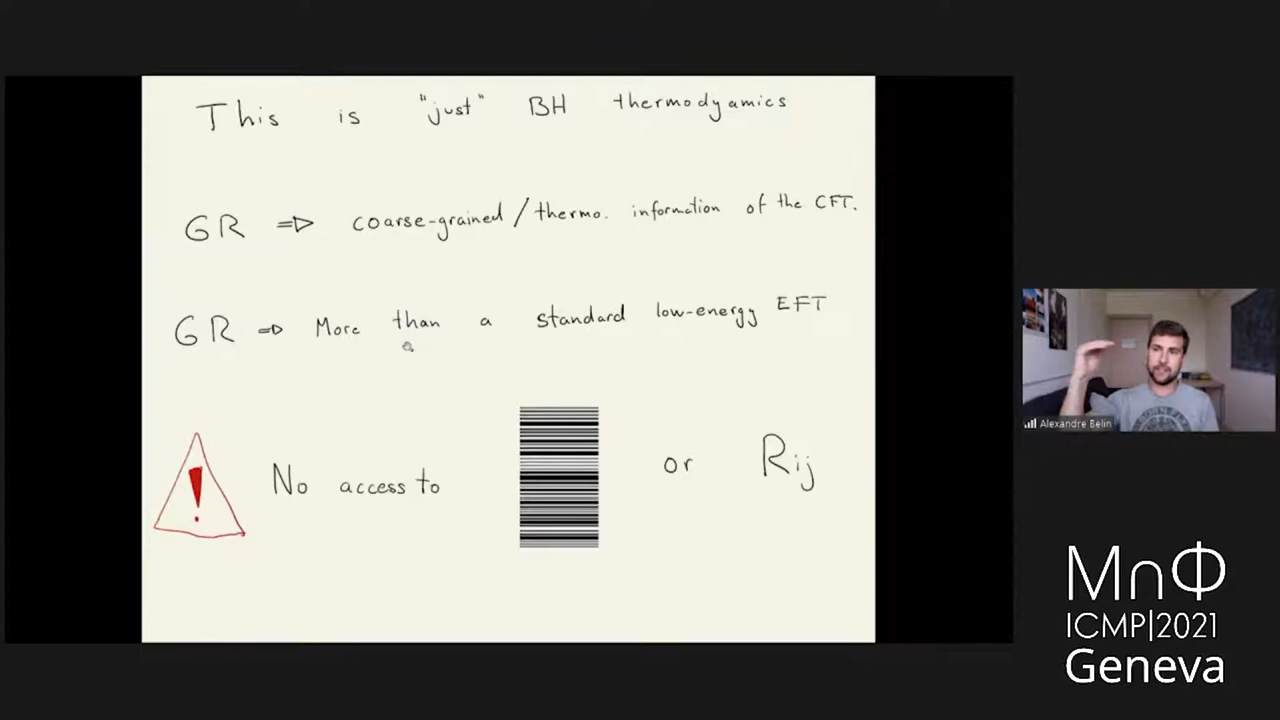 This is "just" BH thermodyamics
GR ⇒ coarse-grained/thermo. information of the CFT.
GR ⇒ More than a standard low-energy EFT
! No access to or Rij
Alexandre Belin
M∩Φ
ICMP|2021
Geneva